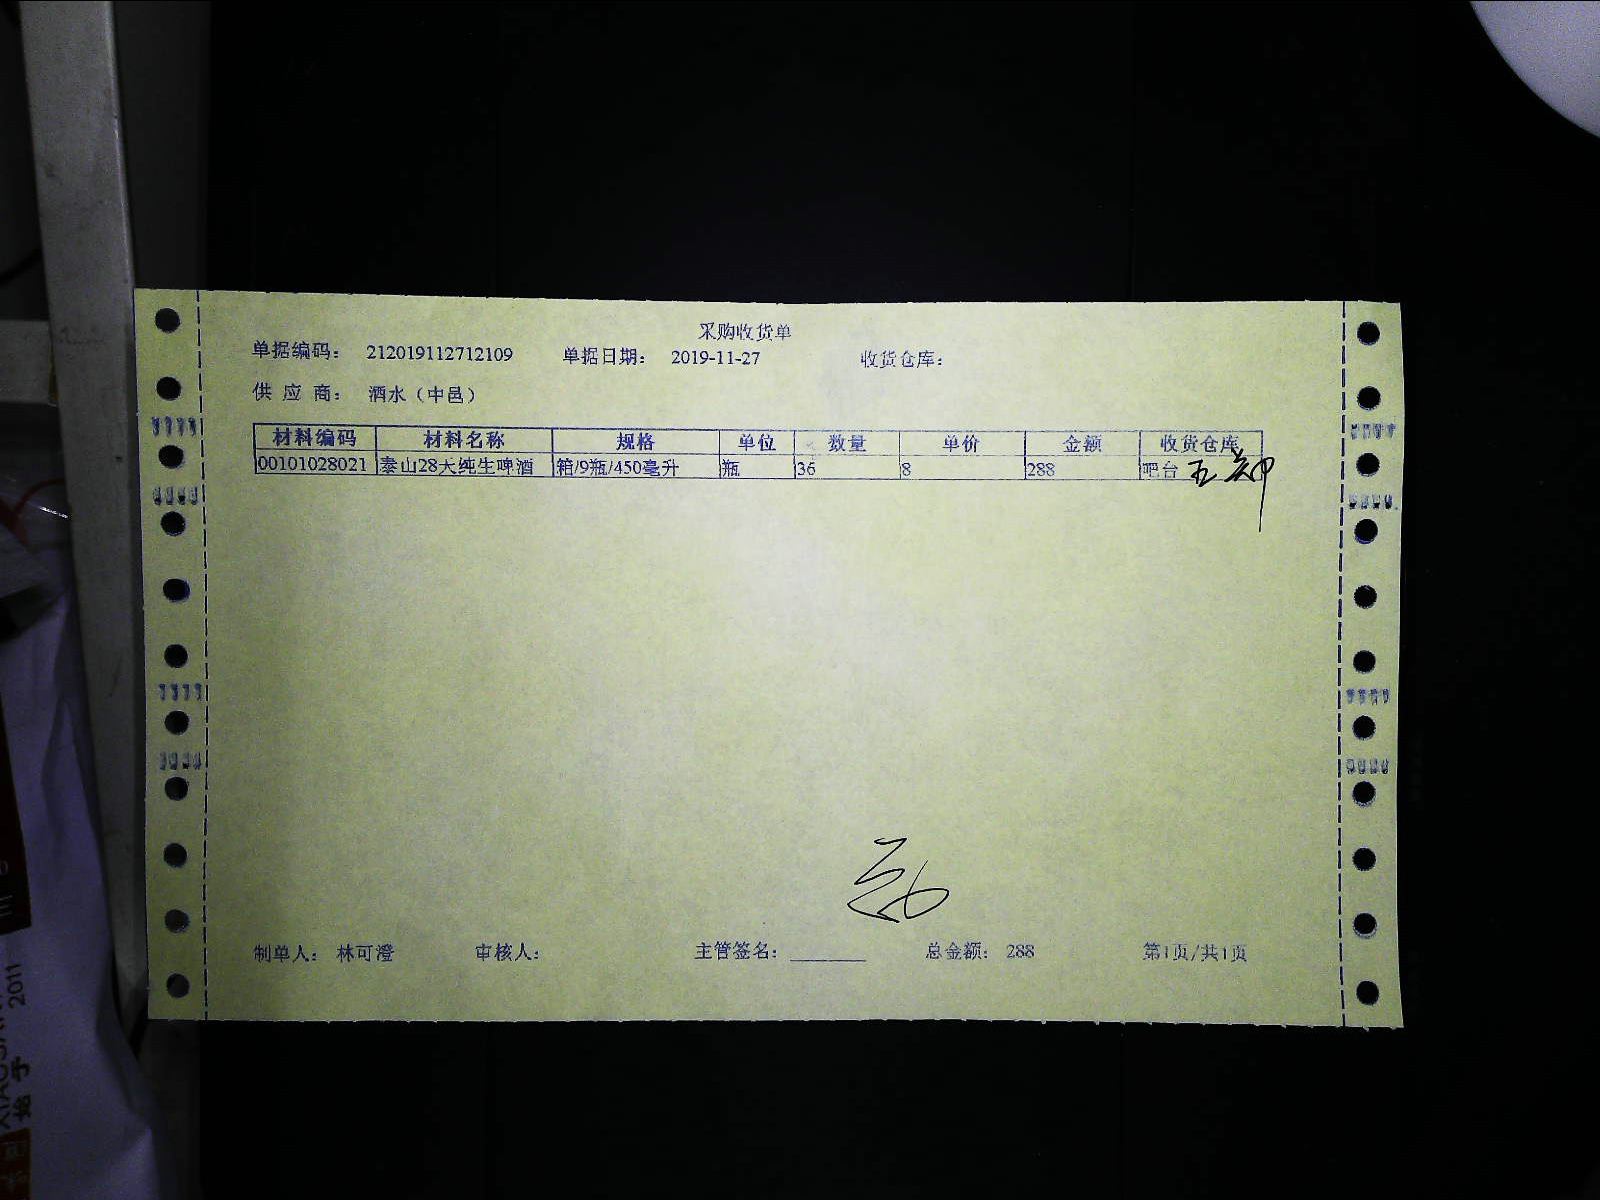 采购收货单
单据编码： 212019112712109 单据日期： 2019-11-27 收货仓库：
供 应 商： 酒水（中邑）
材料编码 材料名称 规格 单位 数量 单价 金额 收货仓库
00101028021 泰山28天纯生啤酒 箱/9瓶/450毫升 瓶 36 8 288 吧台
制单人： 林可澄 审核人： 主管签名： 总金额： 288 第1页/共1页
2011